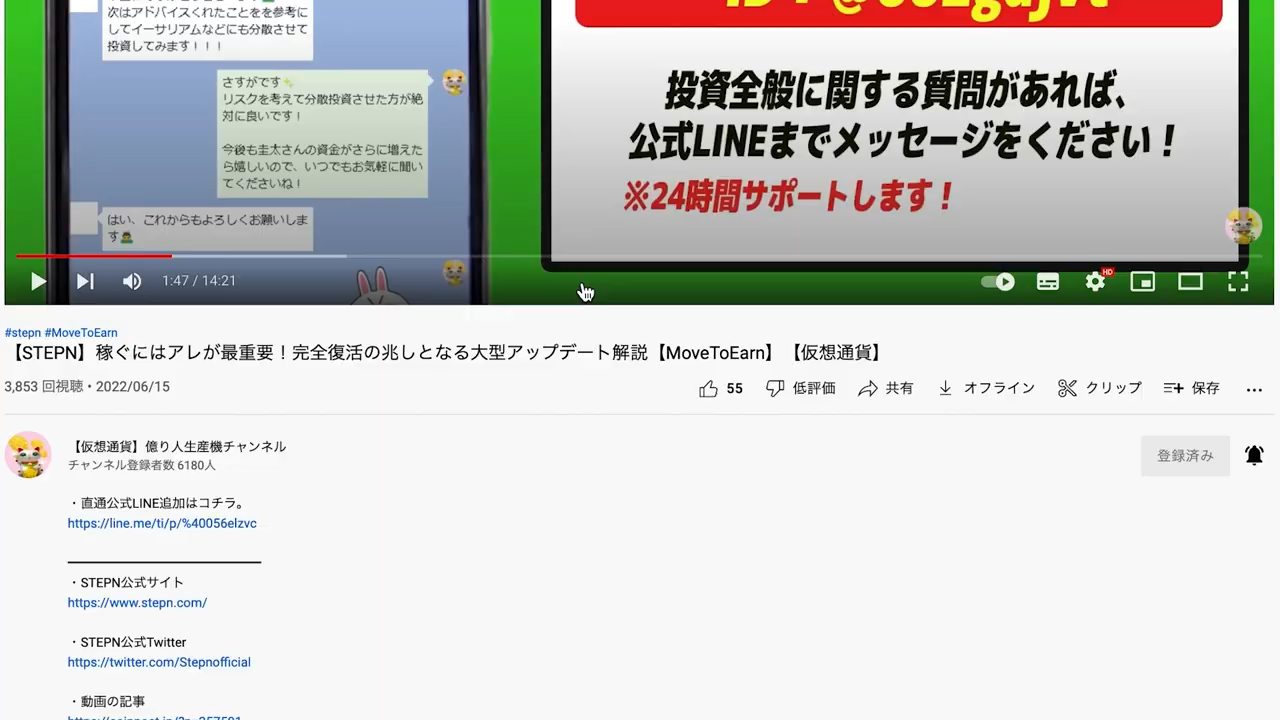 次はアドバイスくれたことをを参考に
してイーサリアムなどにも分散させて
投資してみます！！！
さすがです✨
リスクを考えて分散投資させた方が絶
対に良いです！
今後も圭太さんの資金がさらに増えた
ら嬉しいので、いつでもお気軽に聞い
てくださいね！
はい、これからもよろしくお願いしま
す🙇
投資全般に関する質問があれば、
公式LINEまでメッセージをください！
※24時間サポートします！
1:47 / 14:21
HD
#stepn #MoveToEarn
【STEPN】稼ぐにはアレが最重要！完全復活の兆しとなる大型アップデート解説【MoveToEarn】【仮想通貨】
3,853 回視聴・2022/06/15
55
低評価
共有
オフライン
クリップ
保存
【仮想通貨】億り人生産機チャンネル
チャンネル登録者数 6180人
登録済み
・直通公式LINE追加はコチラ。
https://line.me/ti/p/%40056elzvc
・STEPN公式サイト
https://www.stepn.com/
・STEPN公式Twitter
https://twitter.com/Stepnofficial
・動画の記事